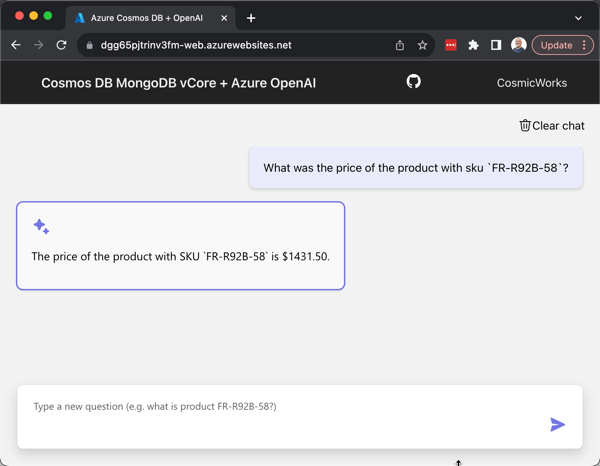 Azure Cosmos DB + OpenAI
dgg65pjtrinv3fm-web.azurewebsites.net
Update
Cosmos DB MongoDB vCore + Azure OpenAI
CosmicWorks
Clear chat
What was the price of the product with sku `FR-R92B-58`?
The price of the product with SKU `FR-R92B-58` is $1431.50.
Type a new question (e.g. what is product FR-R92B-58?)